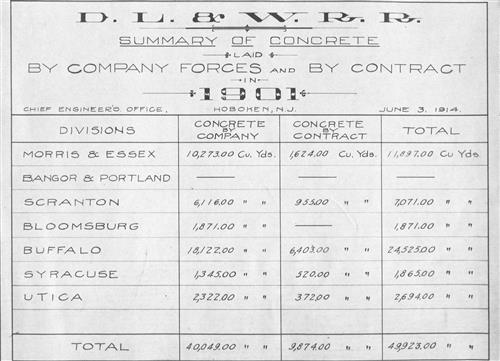 D. L. & W. R. R.
SUMMARY OF CONCRETE
LAID
BY COMPANY FORCES AND BY CONTRACT
IN
1901
CHIEF ENGINEER'S OFFICE, HOBOKEN, N.J. JUNE 3, 1914.
DIVISIONS CONCRETE BY COMPANY CONCRETE BY CONTRACT TOTAL
MORRIS & ESSEX 10,273.00 Cu. Yds. 1,624.00 Cu. Yds. 11,897.00 Cu Yds.
BANGOR & PORTLAND — — —
SCRANTON 6,116.00 " " 955.00 " " 7,071.00 " "
BLOOMSBURG 1,871.00 " " — 1,871.00 " "
BUFFALO 18,122.00 " " 6,403.00 " " 24,525.00 " "
SYRACUSE 1,345.00 " " 520.00 " " 1,865.00 " "
UTICA 2,322.00 " " 372.00 " " 2,694.00 " "
TOTAL 40,049.00 " " 9,874.00 " " 49,923.00 " "